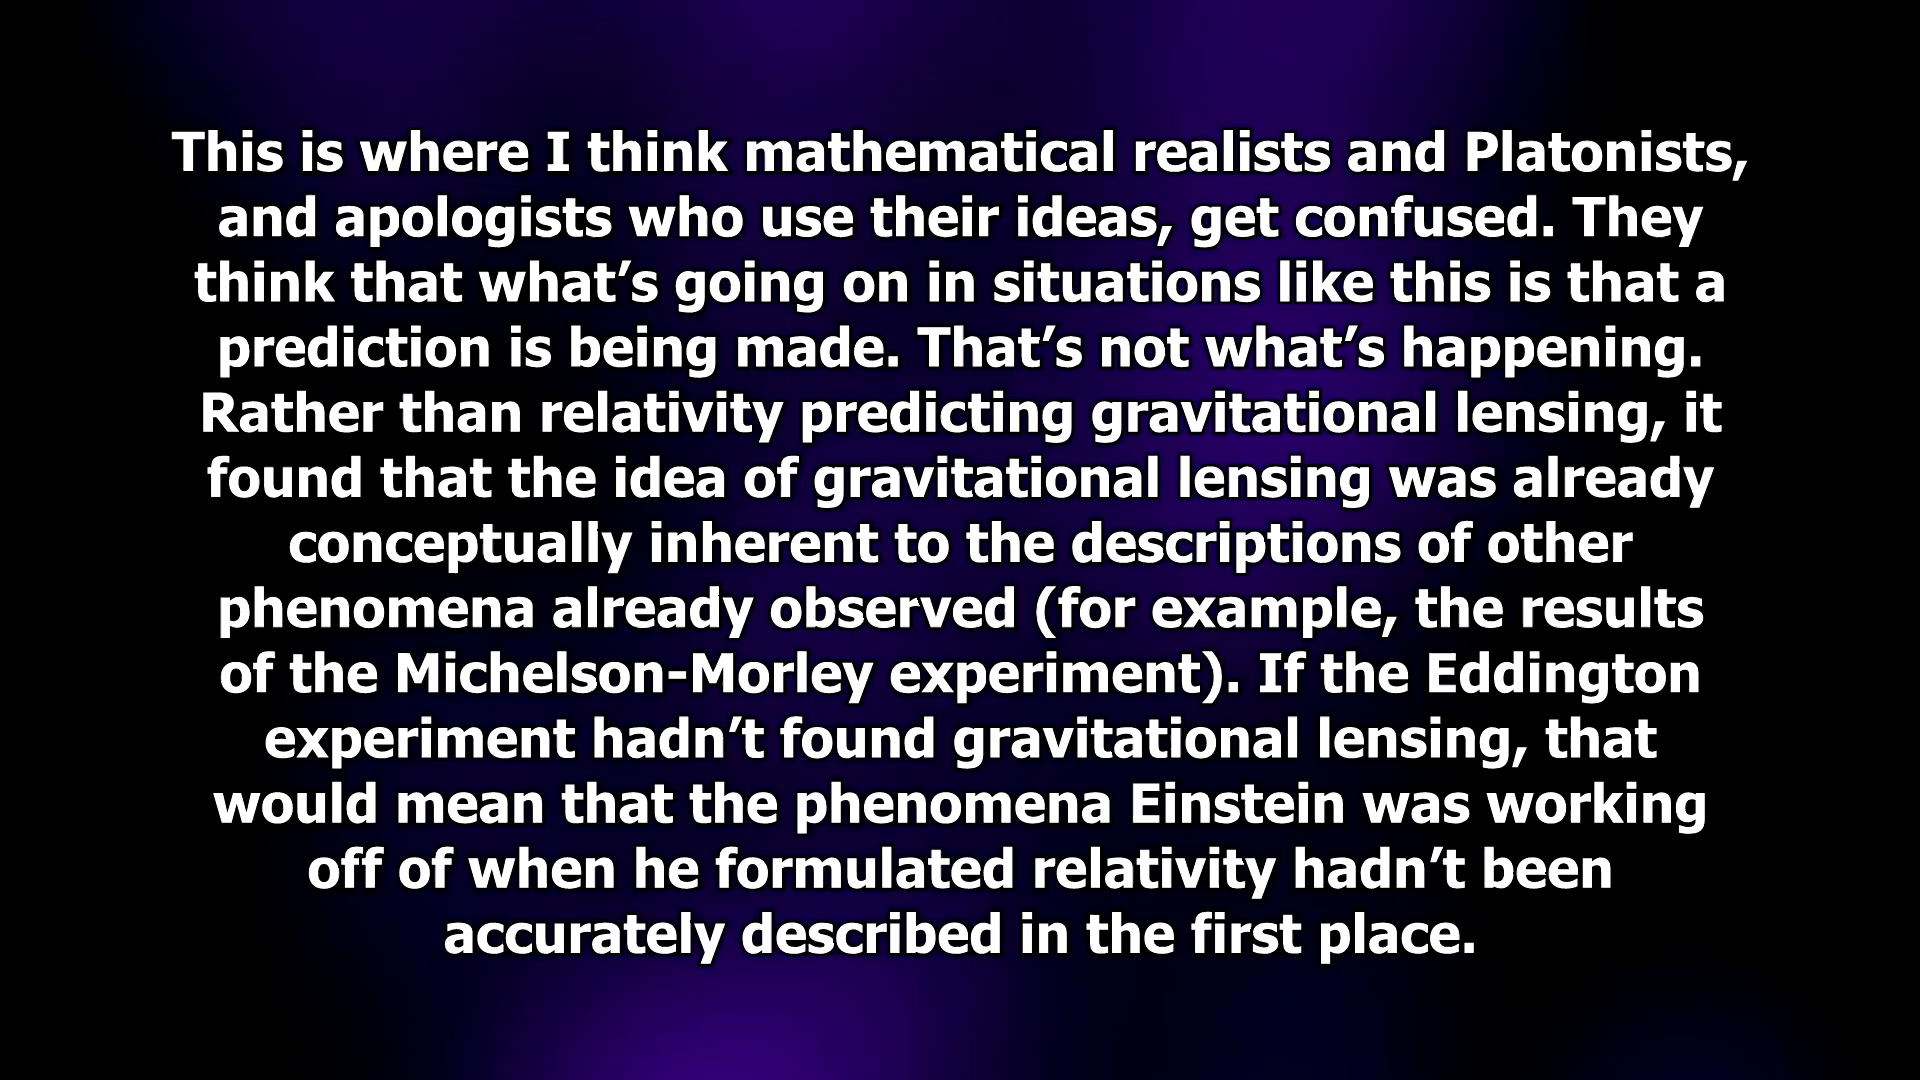 This is where I think mathematical realists and Platonists,
and apologists who use their ideas, get confused. They
think that what’s going on in situations like this is that a
prediction is being made. That’s not what’s happening.
Rather than relativity predicting gravitational lensing, it
found that the idea of gravitational lensing was already
conceptually inherent to the descriptions of other
phenomena already observed (for example, the results
of the Michelson-Morley experiment). If the Eddington
experiment hadn’t found gravitational lensing, that
would mean that the phenomena Einstein was working
off of when he formulated relativity hadn’t been
accurately described in the first place.